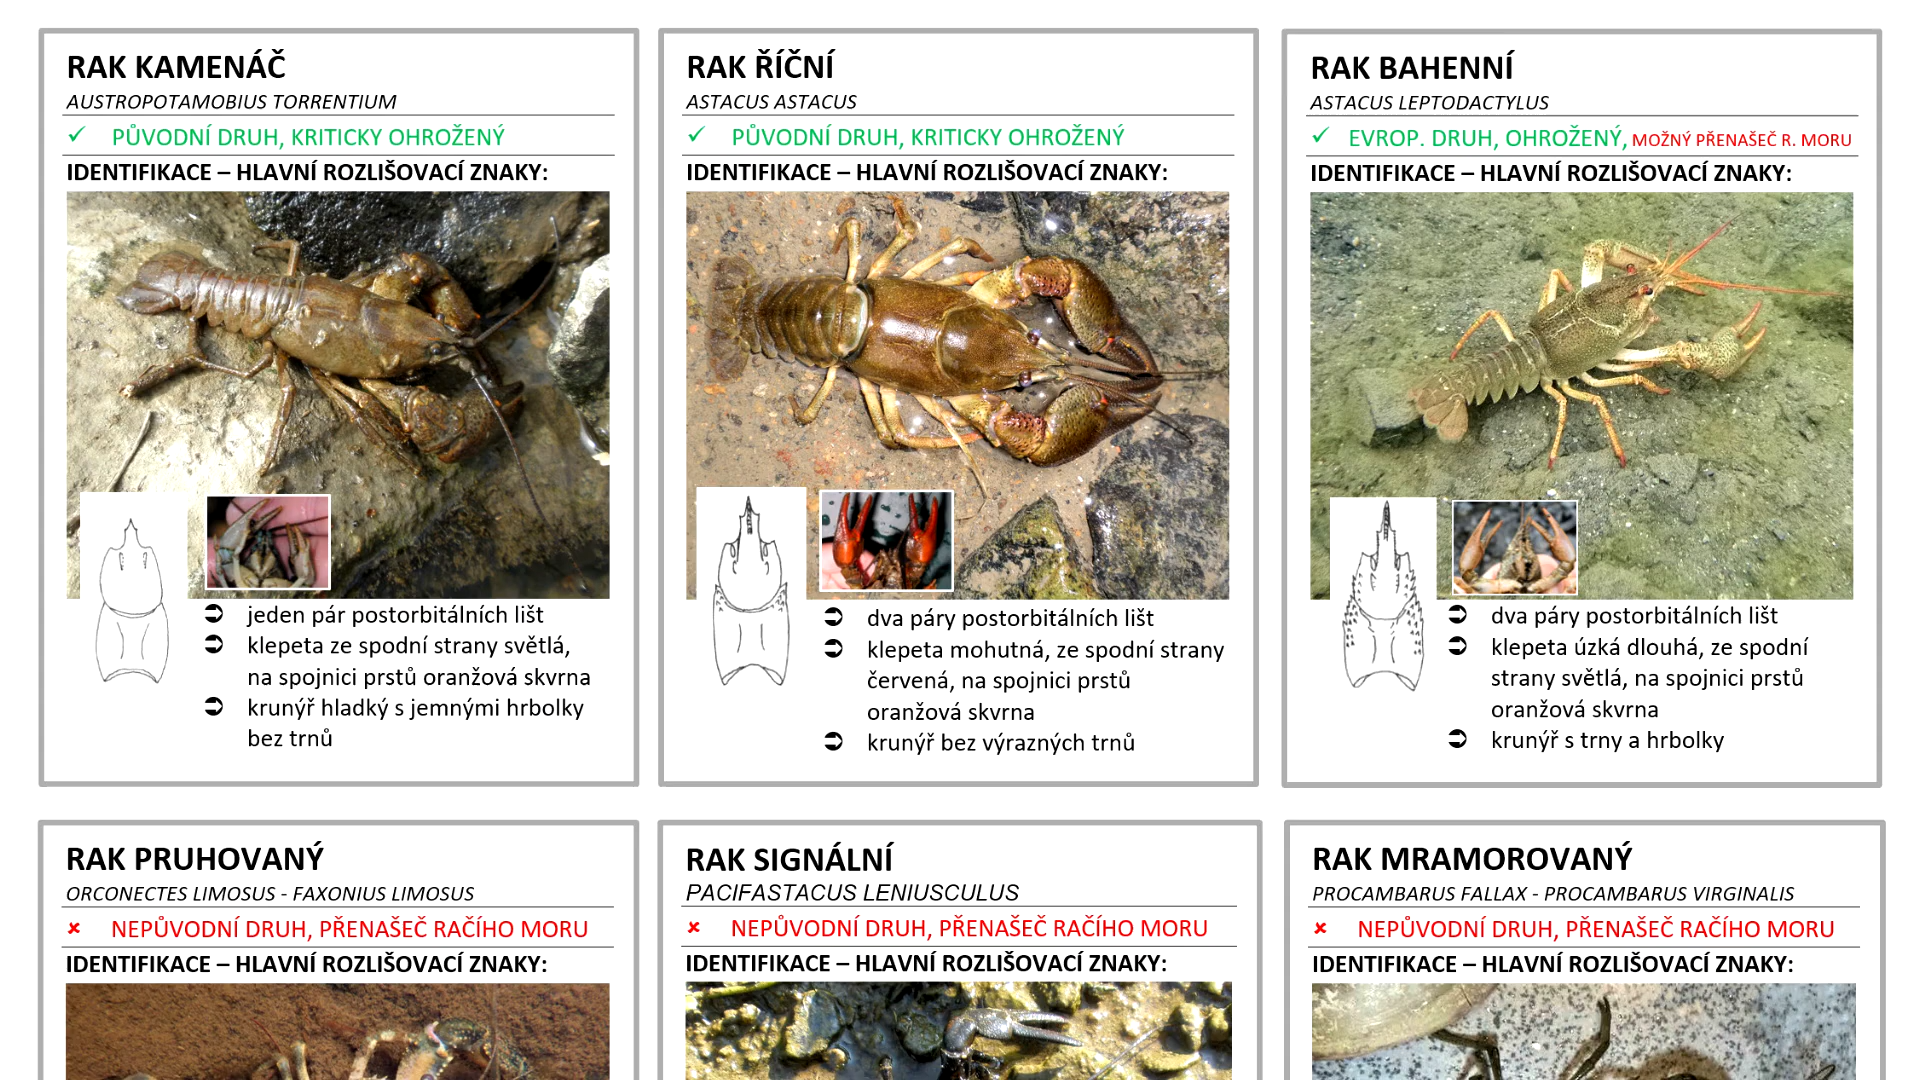 RAK KAMENÁČ
AUSTROPOTAMOBIUS TORRENTIUM
✓ PŮVODNÍ DRUH, KRITICKY OHROŽENÝ
IDENTIFIKACE – HLAVNÍ ROZLIŠOVACÍ ZNAKY:
➲ jeden pár postorbitálních lišt
➲ klepeta ze spodní strany světlá,
na spojnici prstů oranžová skvrna
➲ krunýř hladký s jemnými hrbolky
bez trnů
RAK ŘÍČNÍ
ASTACUS ASTACUS
✓ PŮVODNÍ DRUH, KRITICKY OHROŽENÝ
IDENTIFIKACE – HLAVNÍ ROZLIŠOVACÍ ZNAKY:
➲ dva páry postorbitálních lišt
➲ klepeta mohutná, ze spodní strany
červená, na spojnici prstů
oranžová skvrna
➲ krunýř bez výrazných trnů
RAK BAHENNÍ
ASTACUS LEPTODACTYLUS
✓ EVROP. DRUH, OHROŽENÝ, MOŽNÝ PŘENAŠEČ R. MORU
IDENTIFIKACE – HLAVNÍ ROZLIŠOVACÍ ZNAKY:
➲ dva páry postorbitálních lišt
➲ klepeta úzká dlouhá, ze spodní
strany světlá, na spojnici prstů
oranžová skvrna
➲ krunýř s trny a hrbolky
RAK PRUHOVANÝ
ORCONECTES LIMOSUS - FAXONIUS LIMOSUS
✘ NEPŮVODNÍ DRUH, PŘENAŠEČ RAČÍHO MORU
IDENTIFIKACE – HLAVNÍ ROZLIŠOVACÍ ZNAKY:
RAK SIGNÁLNÍ
PACIFASTACUS LENIUSCULUS
✘ NEPŮVODNÍ DRUH, PŘENAŠEČ RAČÍHO MORU
IDENTIFIKACE – HLAVNÍ ROZLIŠOVACÍ ZNAKY:
RAK MRAMOROVANÝ
PROCAMBARUS FALLAX - PROCAMBARUS VIRGINALIS
✘ NEPŮVODNÍ DRUH, PŘENAŠEČ RAČÍHO MORU
IDENTIFIKACE – HLAVNÍ ROZLIŠOVACÍ ZNAKY: